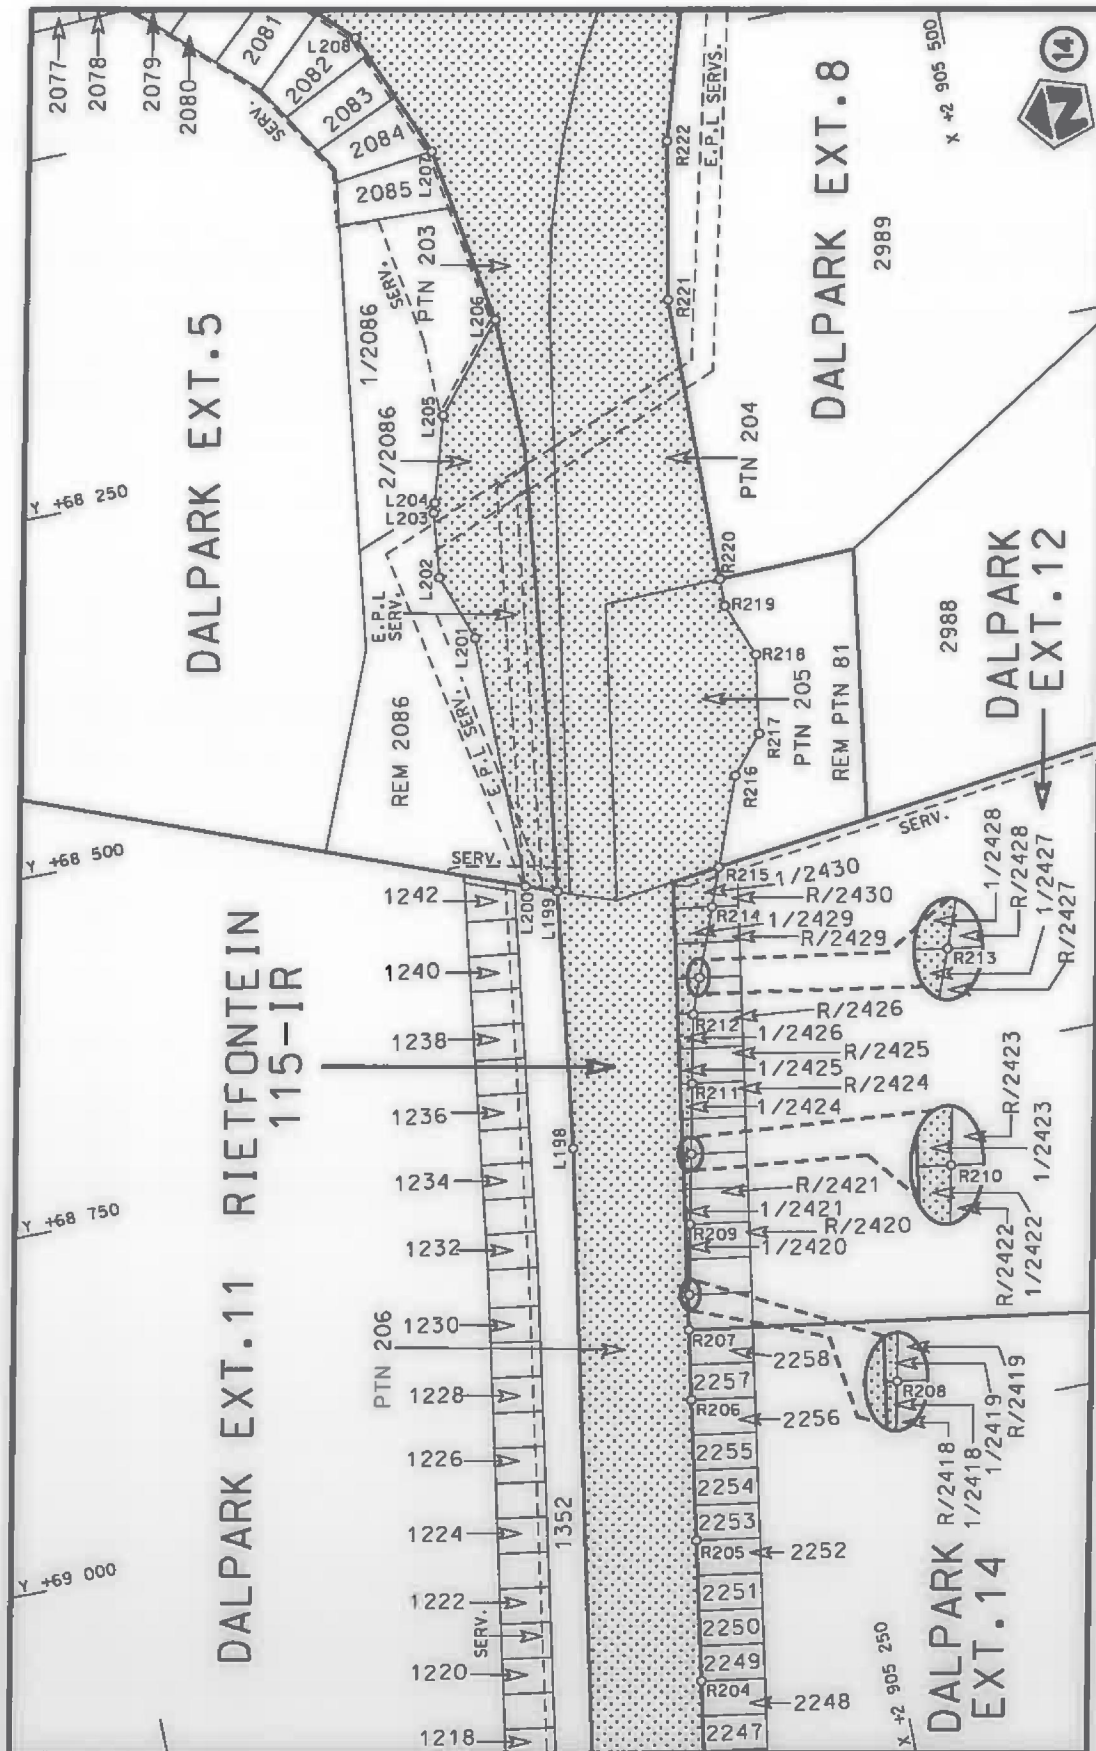 2077
2078
2079
2080
2081
2082
2083
2084
2085
SERV.
L208
L207
PTN 203
SERV.
L206
1/2086
L205
2/2086
L204
L203
L202
E.P.L
SERV.
L201
E.P.L SERV.
REM 2086
SERV.
L200
L199
L198
DALPARK EXT.5
Y +68 250
Y +68 500
Y +68 750
Y +69 000
X +2 905 500
X +2 905 250
14
N
E.P.L SERVS.
R222
R221
R220
R219
R218
R217
R216
R215
R214
R213
R212
R211
R210
R209
R208
R207
R206
R205
R204
DALPARK EXT.8
2989
PTN 204
2988
PTN 205
REM PTN 81
DALPARK
EXT.12
SERV.
1/2430
R/2430
1/2429
R/2429
1/2428
R/2428
1/2427
R/2427
R/2426
1/2426
R/2425
1/2425
R/2424
1/2424
R/2423
1/2423
R/2422
1/2422
R/2421
1/2421
R/2420
1/2420
R/2419
1/2419
1/2418
R/2418
2258
2257
2256
2255
2254
2253
2252
2251
2250
2249
2248
2247
DALPARK
EXT.14
DALPARK EXT.11
RIETFONTEIN
115-IR
PTN 206
1352
1242
1240
1238
1236
1234
1232
1230
1228
1226
1224
1222
SERV.
1220
1218